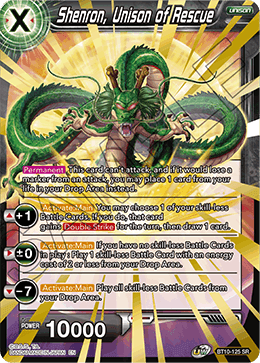 X
Shenron, Unison of Rescue
UNISON
Permanent This card can't attack, and if it would lose a
marker from an attack, you may place 1 card from your
life in your Drop Area instead.
+1 Activate:Main You may choose 1 of your skill-less
Battle Cards. If you do, that card
gains Double Strike for the turn, then draw 1 card.
±0 Activate:Main If you have no skill-less Battle Cards
in play : Play 1 skill-less Battle Card with an energy
cost of 2 or less from your Drop Area.
-7 Activate:Main Play all skill-less Battle Cards
from your Drop Area.
POWER 10000
BANDAI MADE IN JAPAN EN
BT10-125 SR